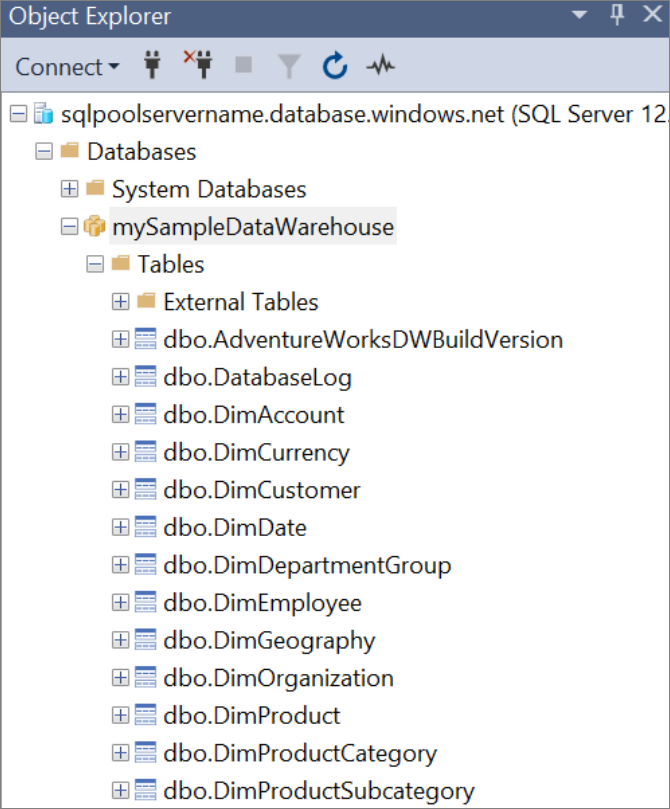 Object Explorer
Connect
sqlpoolservername.database.windows.net (SQL Server 12.
Databases
System Databases
mySampleDataWarehouse
Tables
External Tables
dbo.AdventureWorksDWBuildVersion
dbo.DatabaseLog
dbo.DimAccount
dbo.DimCurrency
dbo.DimCustomer
dbo.DimDate
dbo.DimDepartmentGroup
dbo.DimEmployee
dbo.DimGeography
dbo.DimOrganization
dbo.DimProduct
dbo.DimProductCategory
dbo.DimProductSubcategory